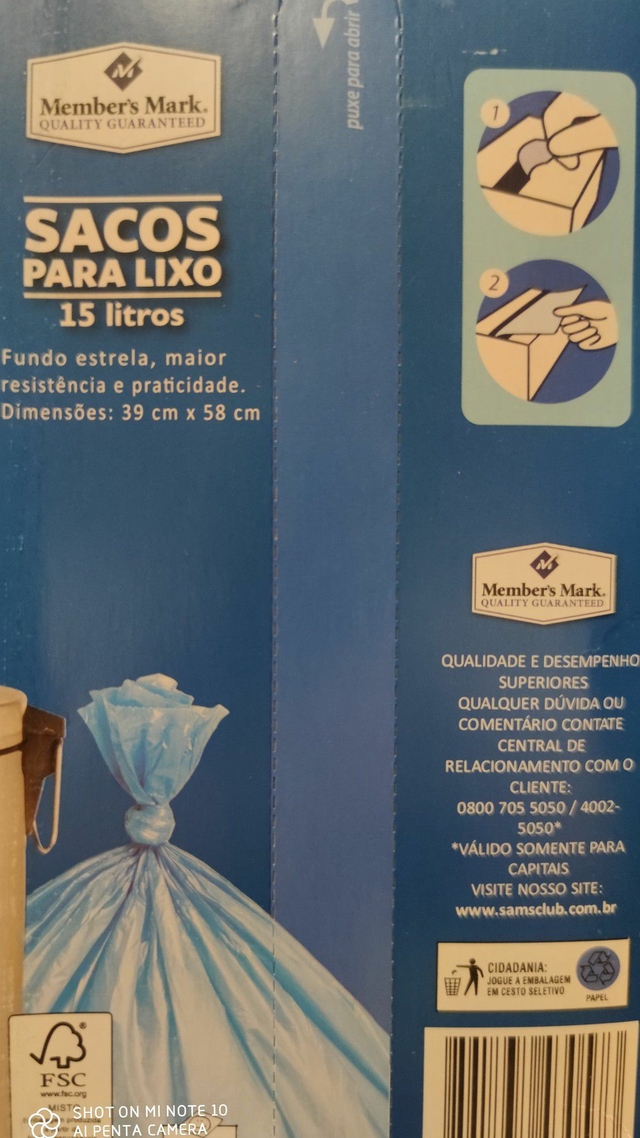 Member's Mark.
QUALITY GUARANTEED
SACOS
PARA LIXO
15 litros
Fundo estrela, maior
resistência e praticidade.
Dimensões: 39 cm x 58 cm
puxe para abrir
1
2
Member's Mark.
QUALITY GUARANTEED
QUALIDADE E DESEMPENHO
SUPERIORES
QUALQUER DÚVIDA OU
COMENTÁRIO CONTATE
CENTRAL DE
RELACIONAMENTO COM O
CLIENTE:
0800 705 5050 / 4002-
5050*
*VÁLIDO SOMENTE PARA
CAPITAIS
VISITE NOSSO SITE:
www.samsclub.com.br
CIDADANIA:
JOGUE A EMBALAGEM
EM CESTO SELETIVO
PAPEL
FSC
www.fsc.org
MISTO
SHOT ON MI NOTE 10
AI PENTA CAMERA